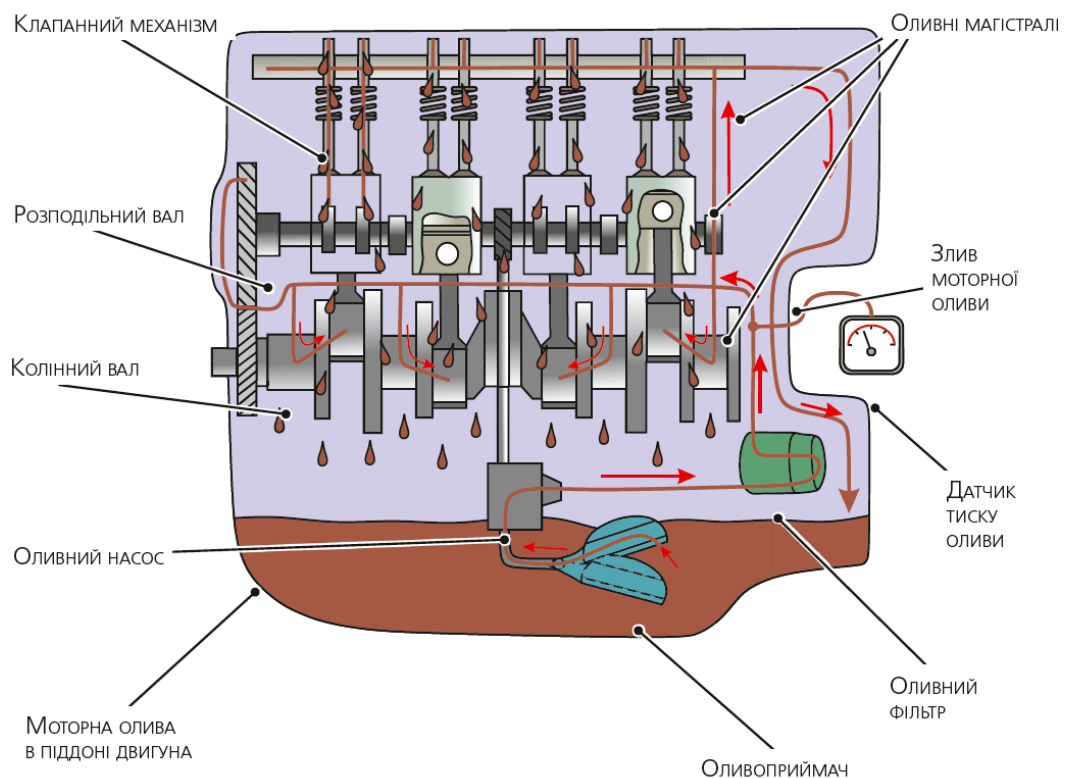 Клапанний механізм
Оливні магістралі
Розподільний вал
Злив
моторної
оливи
Колінний вал
Датчик
тиску
оливи
Оливний насос
Оливний
фільтр
Моторна олива
в піддоні двигуна
Оливоприймач